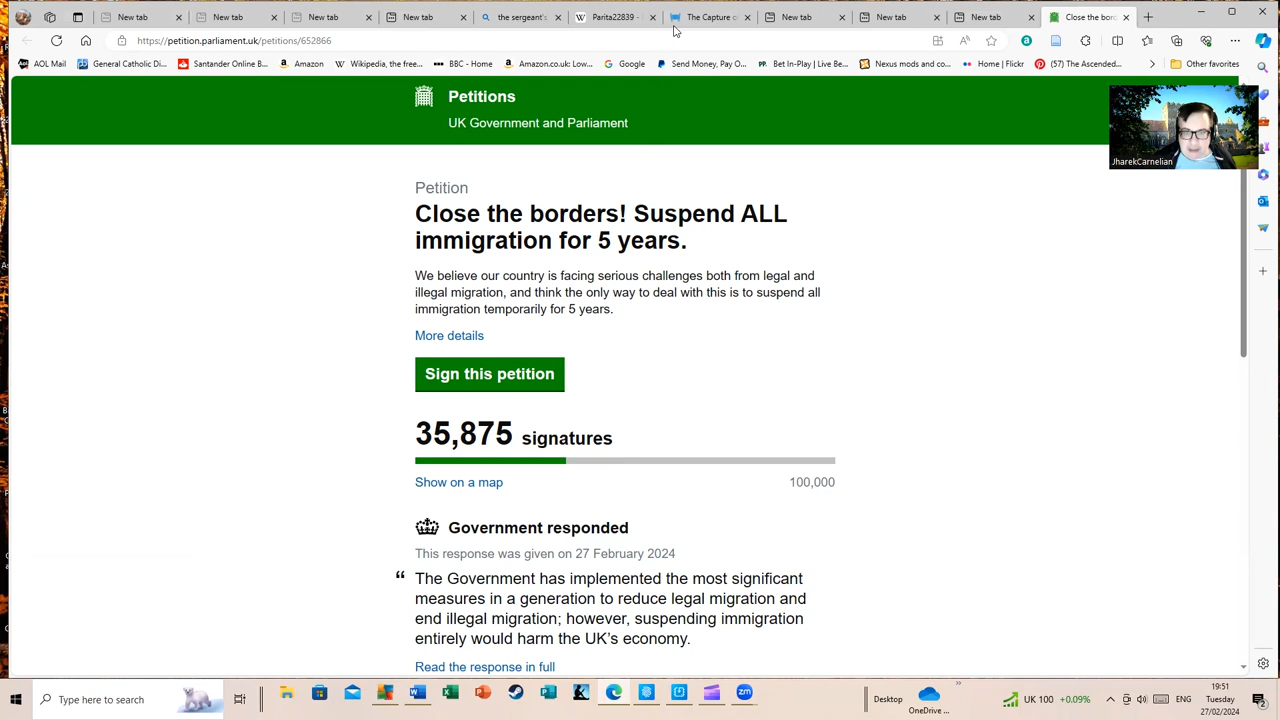 New tab
New tab
New tab
New tab
the sergeant's
Parita22839 -
The Capture o
New tab
New tab
New tab
Close the bord
https://petition.parliament.uk/petitions/652866
AOL Mail
General Catholic Di...
Santander Online B...
Amazon
Wikipedia, the free...
BBC - Home
Amazon.co.uk: Low...
Google
Send Money, Pay O...
Bet In-Play | Live Be...
Nexus mods and co...
Home | Flickr
(57) The Ascended...
Other favorites
Petitions
UK Government and Parliament
JharekCarnelian
Petition
Close the borders! Suspend ALL
immigration for 5 years.
We believe our country is facing serious challenges both from legal and
illegal migration, and think the only way to deal with this is to suspend all
immigration temporarily for 5 years.
More details
Sign this petition
35,875 signatures
Show on a map
100,000
Government responded
This response was given on 27 February 2024
“ The Government has implemented the most significant
measures in a generation to reduce legal migration and
end illegal migration; however, suspending immigration
entirely would harm the UK’s economy.
Read the response in full
Type here to search
Desktop
OneDrive ...
UK 100 +0.09%
ENG
19:51
Tuesday
27/02/2024